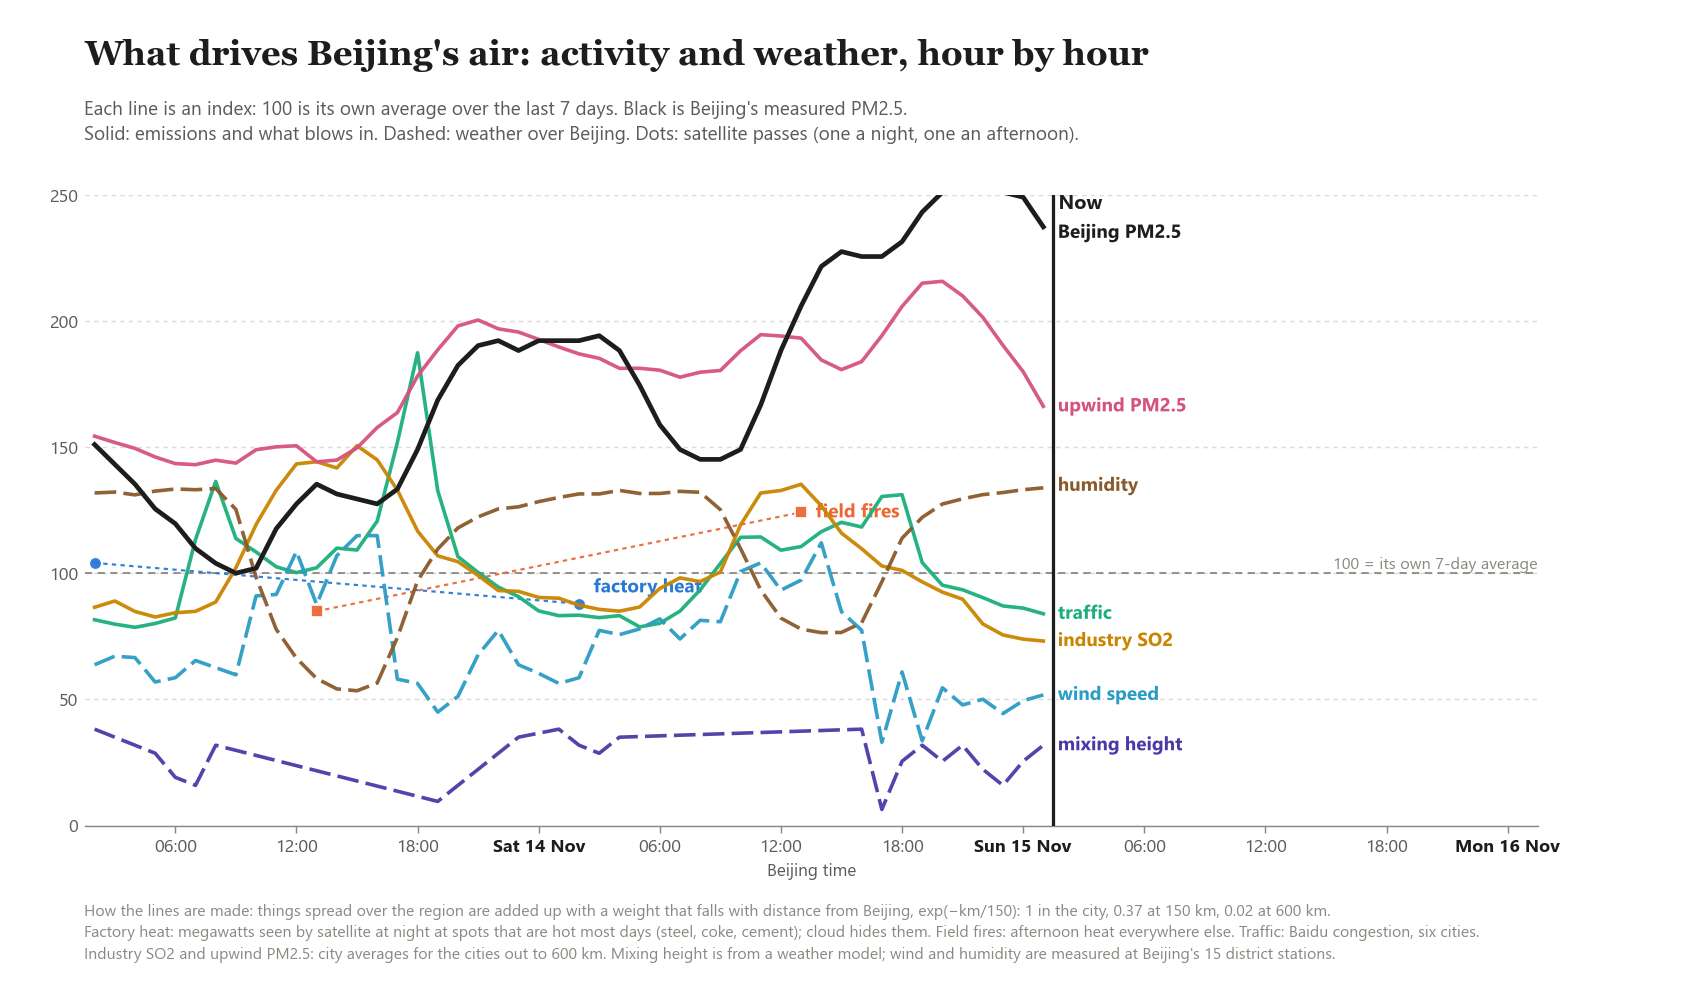 What drives Beijing's air: activity and weather, hour by hour
Each line is an index: 100 is its own average over the last 7 days. Black is Beijing's measured PM2.5.
Solid: emissions and what blows in. Dashed: weather over Beijing. Dots: satellite passes (one a night, one an afternoon).
250
Now
Beijing PM2.5
200
upwind PM2.5
150
humidity
field fires
100 = its own 7-day average
100
factory heat
traffic
industry SO2
50
wind speed
mixing height
0
06:00 12:00 18:00 Sat 14 Nov 06:00 12:00 18:00 Sun 15 Nov 06:00 12:00 18:00 Mon 16 Nov
Beijing time
How the lines are made: things spread over the region are added up with a weight that falls with distance from Beijing, exp(−km/150): 1 in the city, 0.37 at 150 km, 0.02 at 600 km.
Factory heat: megawatts seen by satellite at night at spots that are hot most days (steel, coke, cement); cloud hides them. Field fires: afternoon heat everywhere else. Traffic: Baidu congestion, six cities.
Industry SO2 and upwind PM2.5: city averages for the cities out to 600 km. Mixing height is from a weather model; wind and humidity are measured at Beijing's 15 district stations.